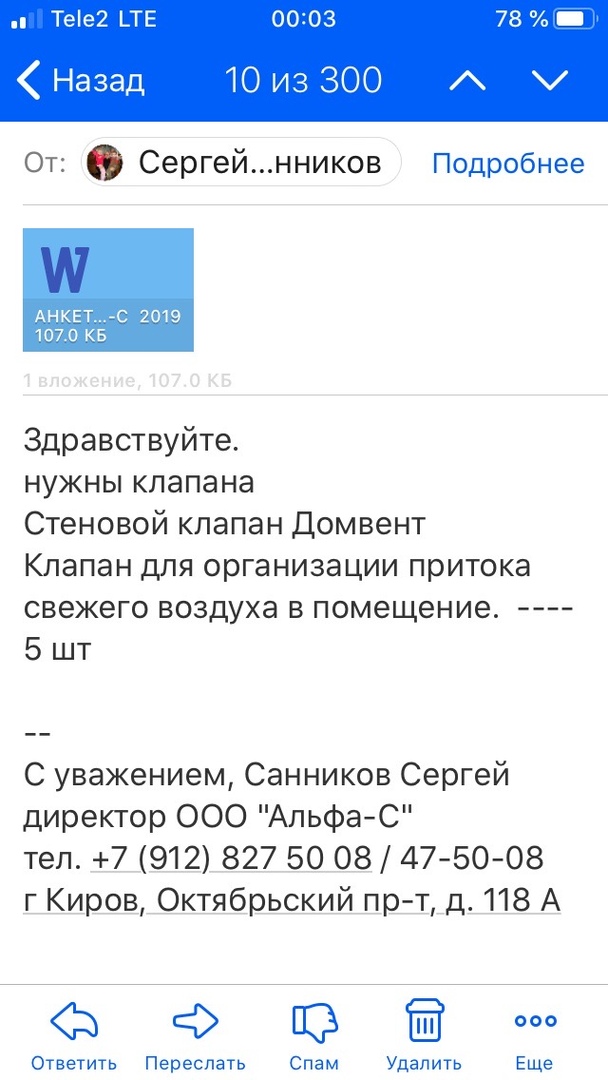 Tele2 LTE 00:03 78 %
Назад 10 из 300
От: Сергей...нников Подробнее
W
АНКЕТ...-С 2019
107.0 КБ
1 вложение, 107.0 КБ
Здравствуйте.
нужны клапана
Стеновой клапан Домвент
Клапан для организации притока
свежего воздуха в помещение. ----
5 шт
--
С уважением, Санников Сергей
директор ООО "Альфа-С"
тел. +7 (912) 827 50 08 / 47-50-08
г Киров, Октябрьский пр-т, д. 118 А
Ответить Переслать Спам Удалить Еще